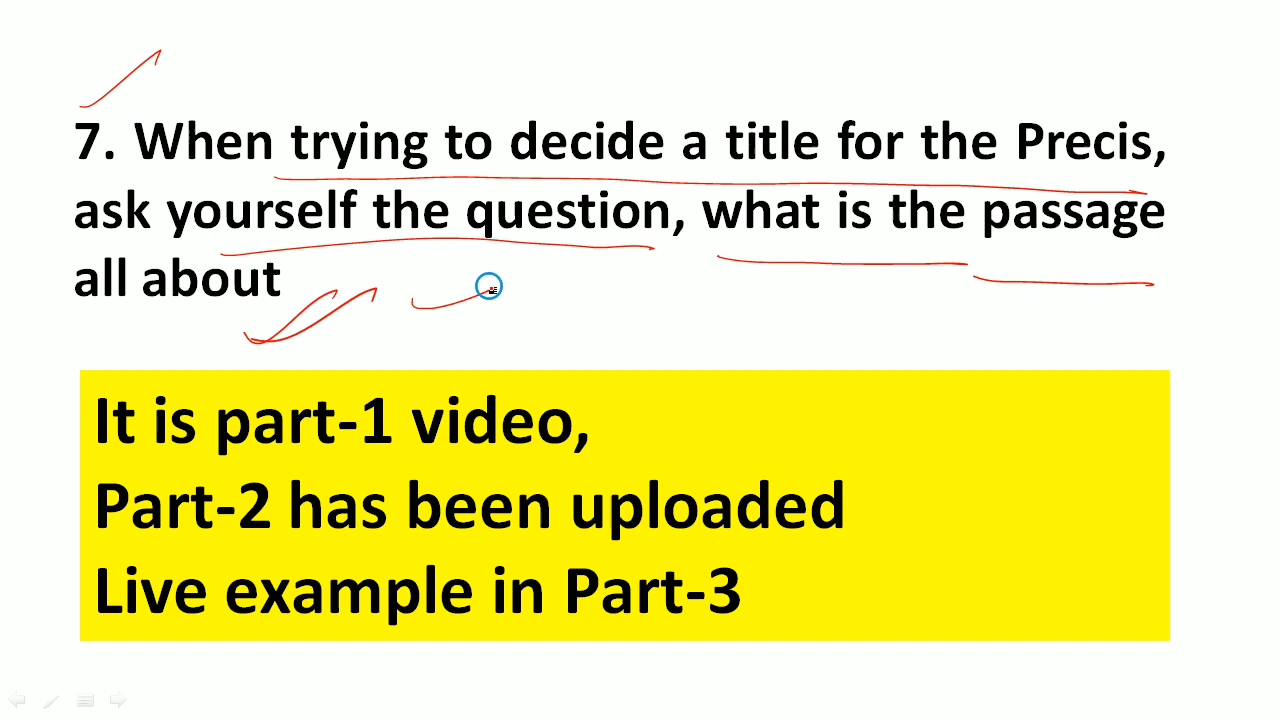 7. When trying to decide a title for the Precis,
ask yourself the question, what is the passage
all about
It is part-1 video,
Part-2 has been uploaded
Live example in Part-3